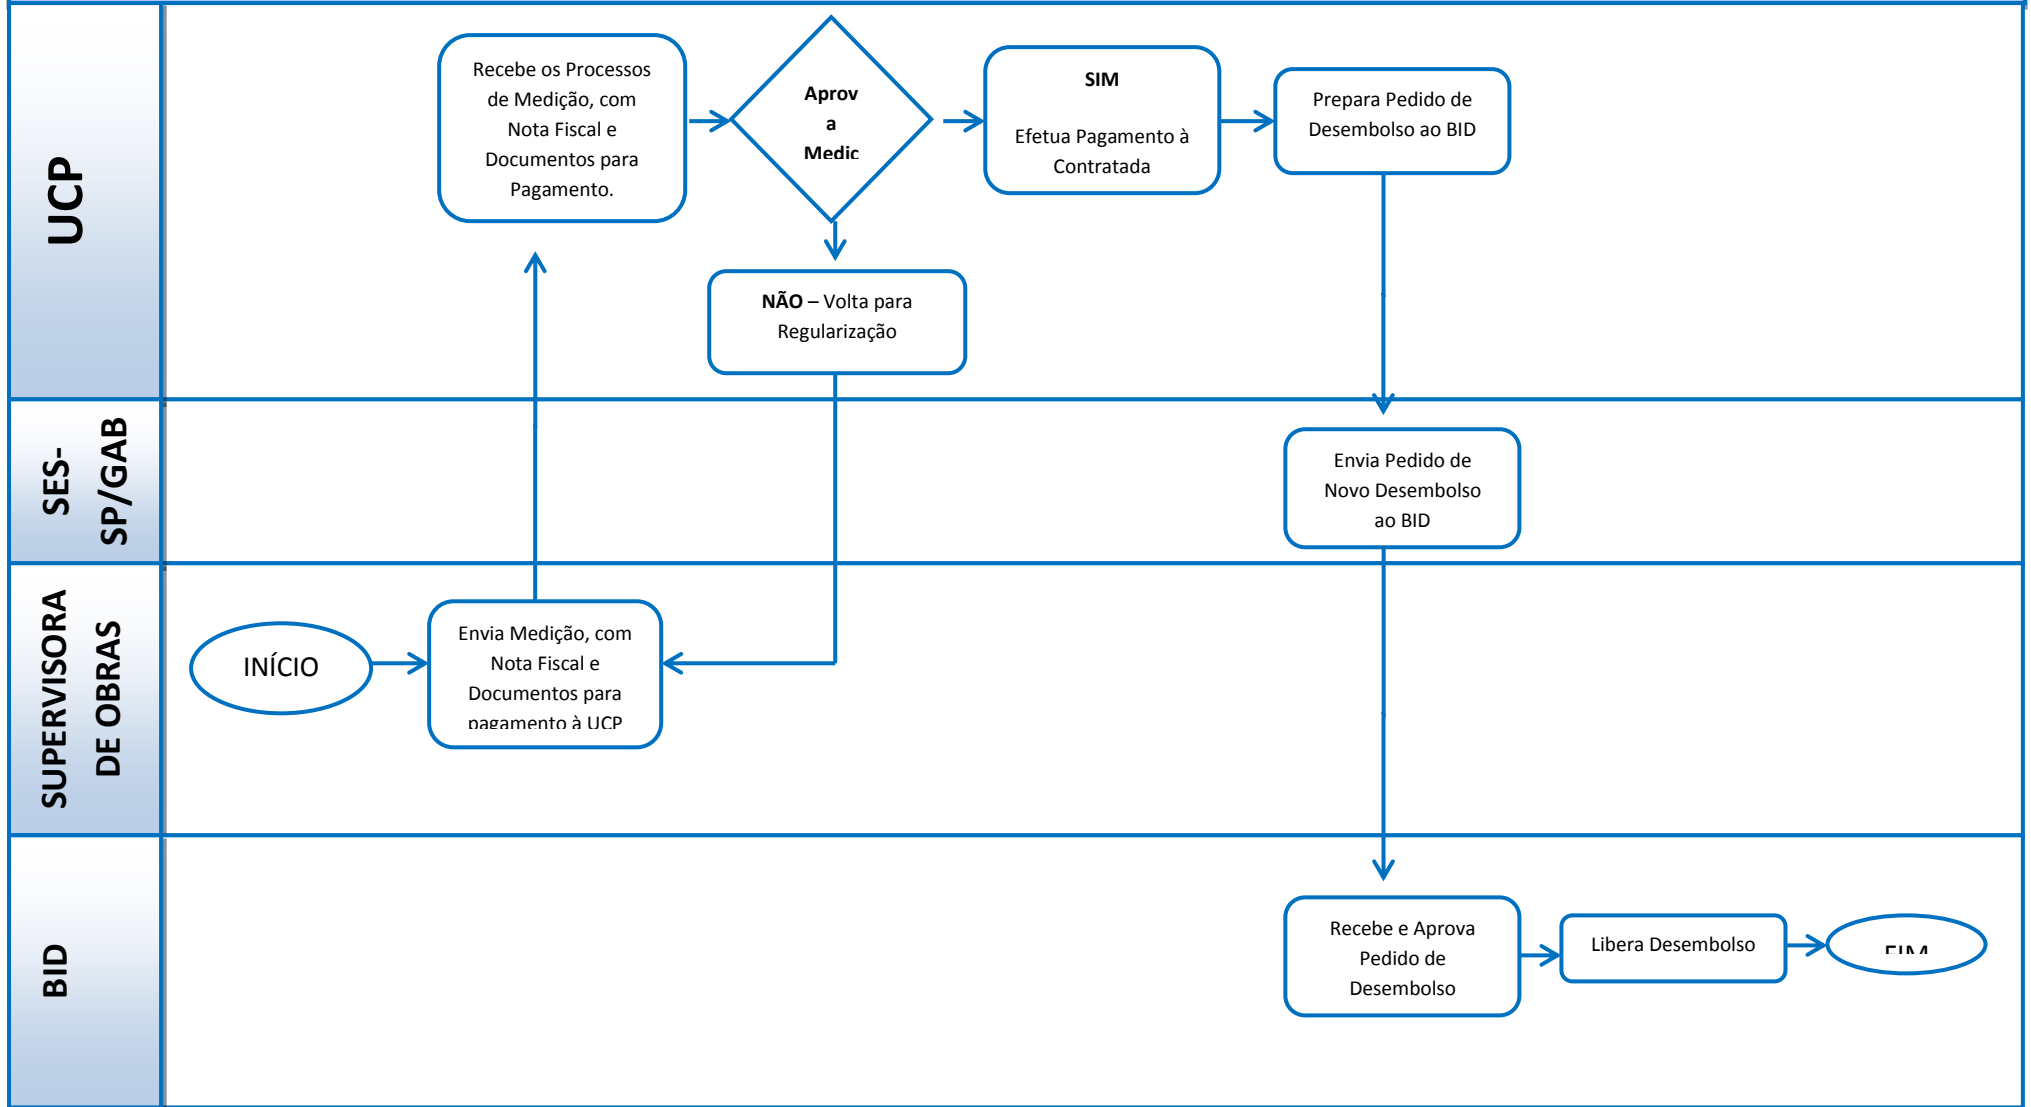 UCP
Recebe os Processos
de Medição, com
Nota Fiscal e
Documentos para
Pagamento.
Aprov
a
Medic
SIM
Efetua Pagamento à
Contratada
Prepara Pedido de
Desembolso ao BID
NÃO – Volta para
Regularização
SES-
SP/GAB
Envia Pedido de
Novo Desembolso
ao BID
SUPERVISORA
DE OBRAS
INÍCIO
Envia Medição, com
Nota Fiscal e
Documentos para
pagamento à UCP
BID
Recebe e Aprova
Pedido de
Desembolso
Libera Desembolso
FIM